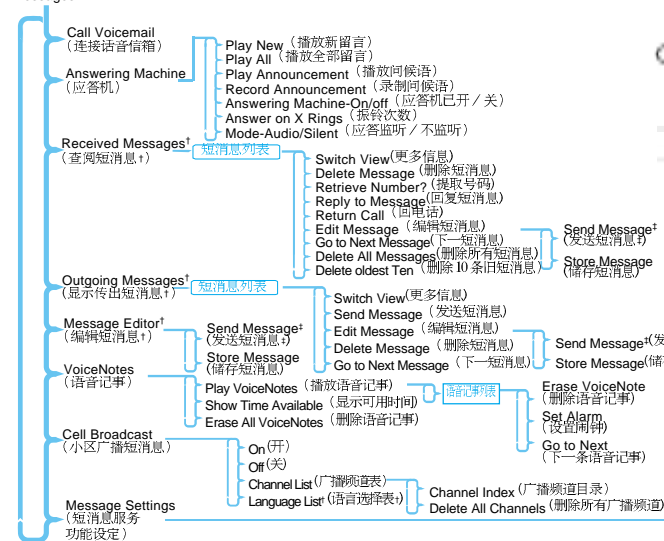 Call Voicemail
(连接话音信箱)
Answering Machine
(应答机)
Play New (播放新留言)
Play All (播放全部留言)
Play Announcement (播放问候语)
Record Announcement (录制问候语)
Answering Machine-On/off (应答机已开/关)
Answer on X Rings (振铃次数)
Mode-Audio/Silent (应答监听/不监听)
Received Messages†
(查阅短消息†)
短消息列表
Switch View(更多信息)
Delete Message (删除短消息)
Retrieve Number? (提取号码)
Reply to Message(回复短消息)
Return Call (回电话)
Edit Message (编辑短消息)
Go to Next Message(下一短消息)
Delete All Messages(删除所有短消息)
Delete oldest Ten (删除 10 条旧短消息)
Send Message‡
(发送短消息‡)
Store Message
(储存短消息)
Outgoing Messages†
(显示传出短消息†)
短消息列表
Switch View(更多信息)
Send Message (发送短消息)
Edit Message (编辑短消息)
Delete Message (删除短消息)
Go to Next Message (下一短消息)
Send Message‡(发
Store Message(储存
Message Editor†
(编辑短消息†)
Send Message‡
(发送短消息‡)
Store Message
(储存短消息)
VoiceNotes
(语音记事)
Play VoiceNotes (播放语音记事)
Show Time Available (显示可用时间)
Erase All VoiceNotes (删除语音记事)
语音记事列表
Erase VoiceNote
(删除语音记事)
Set Alarm
(设置闹钟)
Go to Next
(下一条语音记事)
Cell Broadcast
(小区广播短消息)
On(开)
Off(关)
Channel List(广播频道表)
Language List†(语言选择表†)
Channel Index (广播频道目录)
Delete All Channels (删除所有广播频道)
Message Settings
(短消息服务
功能设定)